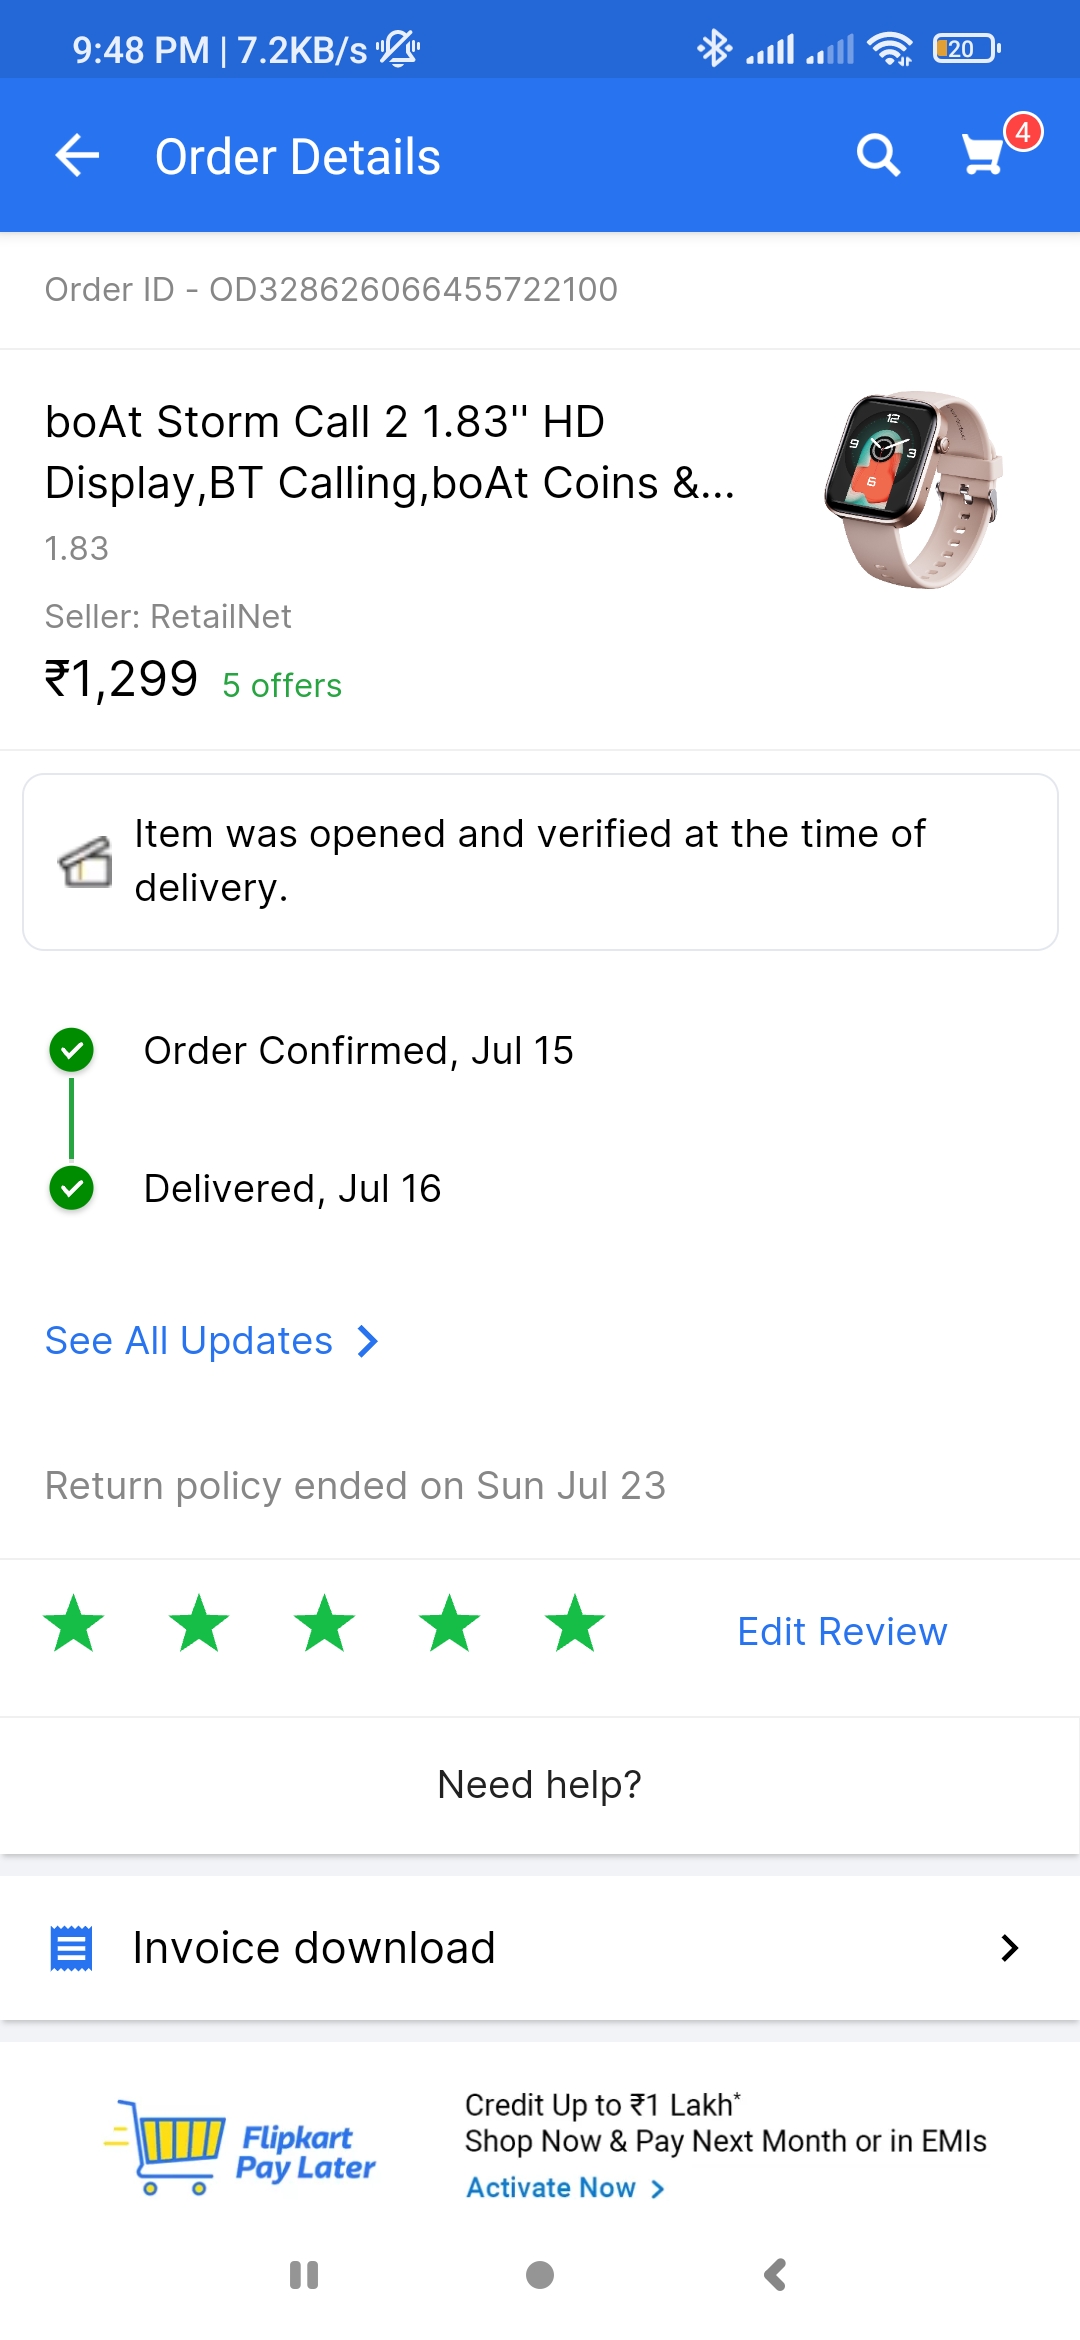 9:48 PM | 7.2KB/s
20
Order Details
4
Order ID - OD328626066455722100
boAt Storm Call 2 1.83" HD
Display,BT Calling,boAt Coins &...
1.83
Seller: RetailNet
₹1,299 5 offers
12
9
3
6
Item was opened and verified at the time of
delivery.
Order Confirmed, Jul 15
Delivered, Jul 16
See All Updates
Return policy ended on Sun Jul 23
Edit Review
Need help?
Invoice download
Flipkart
Pay Later
Credit Up to ₹1 Lakh*
Shop Now & Pay Next Month or in EMIs
Activate Now